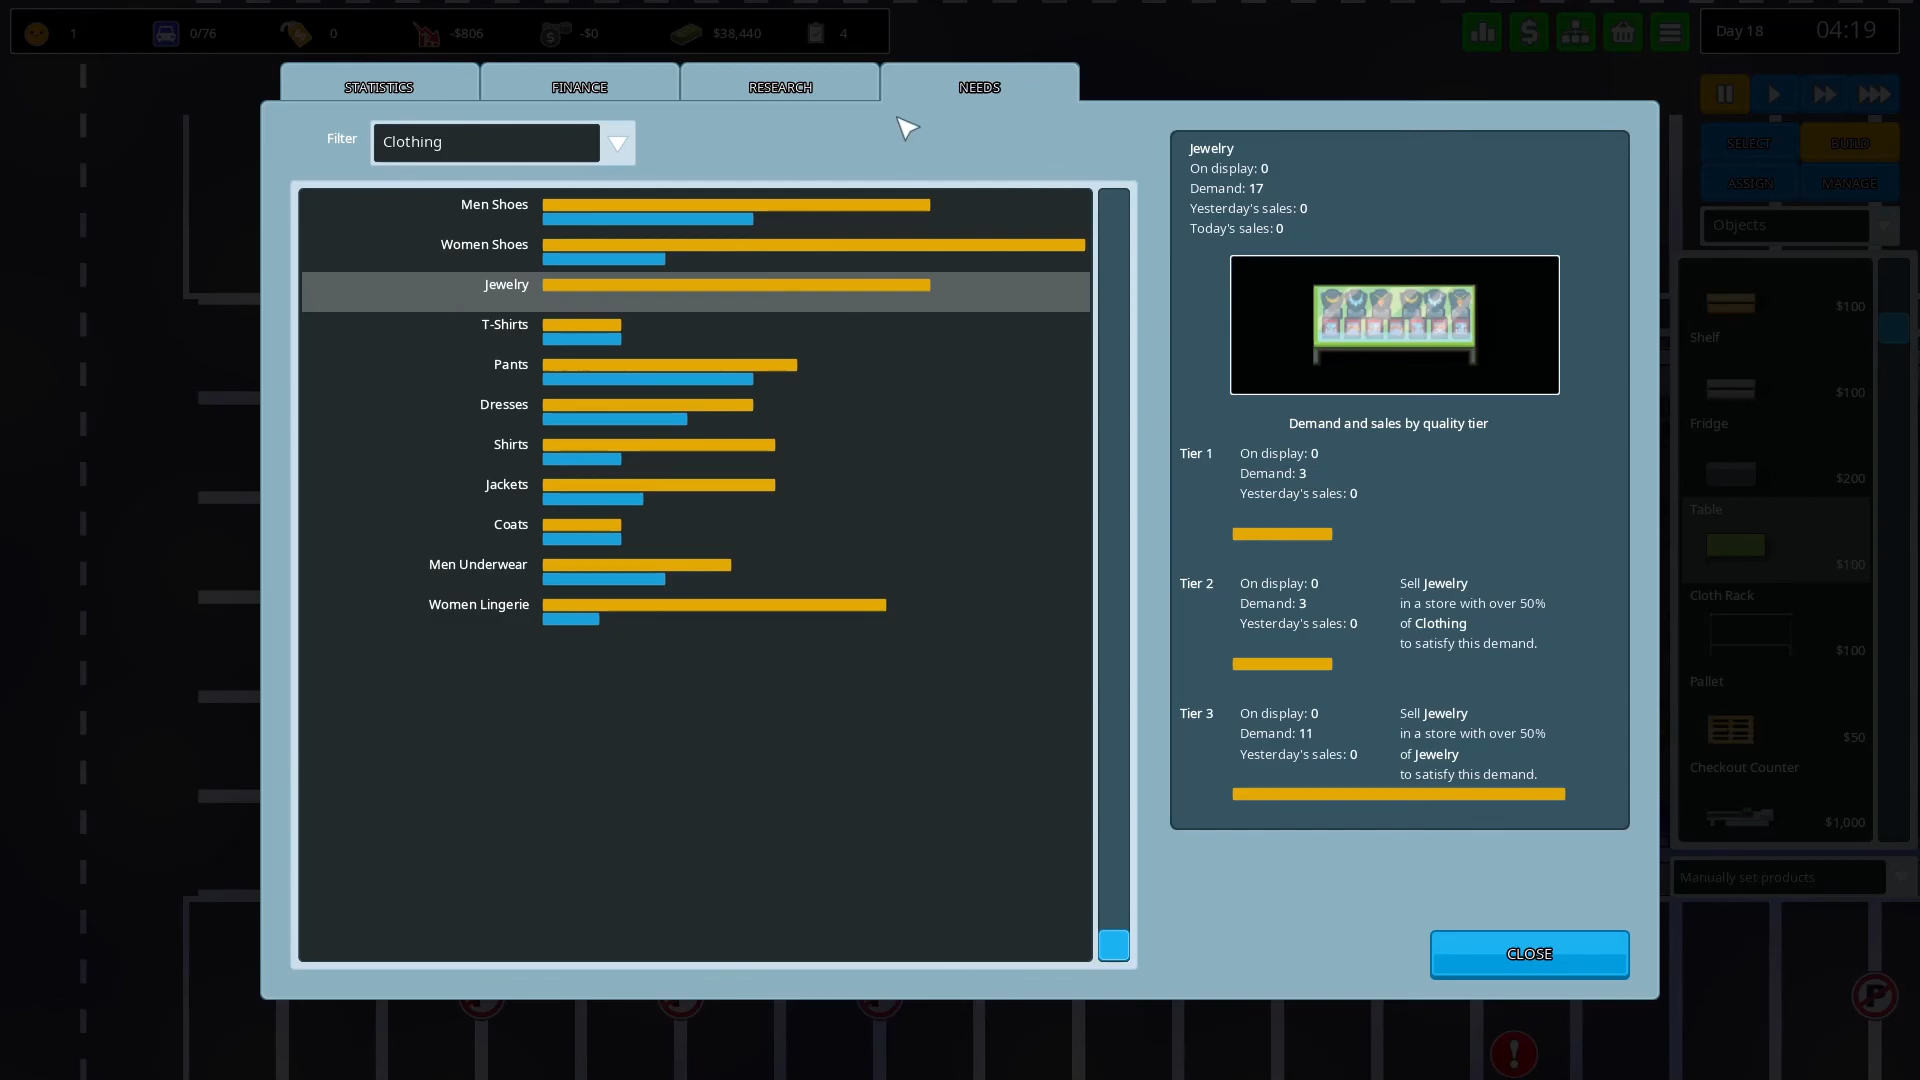 1
0/76
0
-$806
-$0
$38,440
4
Day 18
04:19
STATISTICS
FINANCE
RESEARCH
NEEDS
Filter
Clothing
Men Shoes
Women Shoes
Jewelry
T-Shirts
Pants
Dresses
Shirts
Jackets
Coats
Men Underwear
Women Lingerie
Jewelry
On display: 0
Demand: 17
Yesterday's sales: 0
Today's sales: 0
Demand and sales by quality tier
Tier 1
On display: 0
Demand: 3
Yesterday's sales: 0
Tier 2
On display: 0
Demand: 3
Yesterday's sales: 0
Sell Jewelry
in a store with over 50%
of Clothing
to satisfy this demand.
Tier 3
On display: 0
Demand: 11
Yesterday's sales: 0
Sell Jewelry
in a store with over 50%
of Jewelry
to satisfy this demand.
CLOSE
SELECT
BUILD
ASSIGN
MANAGE
Objects
$100
Shelf
$100
Fridge
$200
Table
$100
Cloth Rack
$100
Pallet
$50
Checkout Counter
$1,000
Manually set products